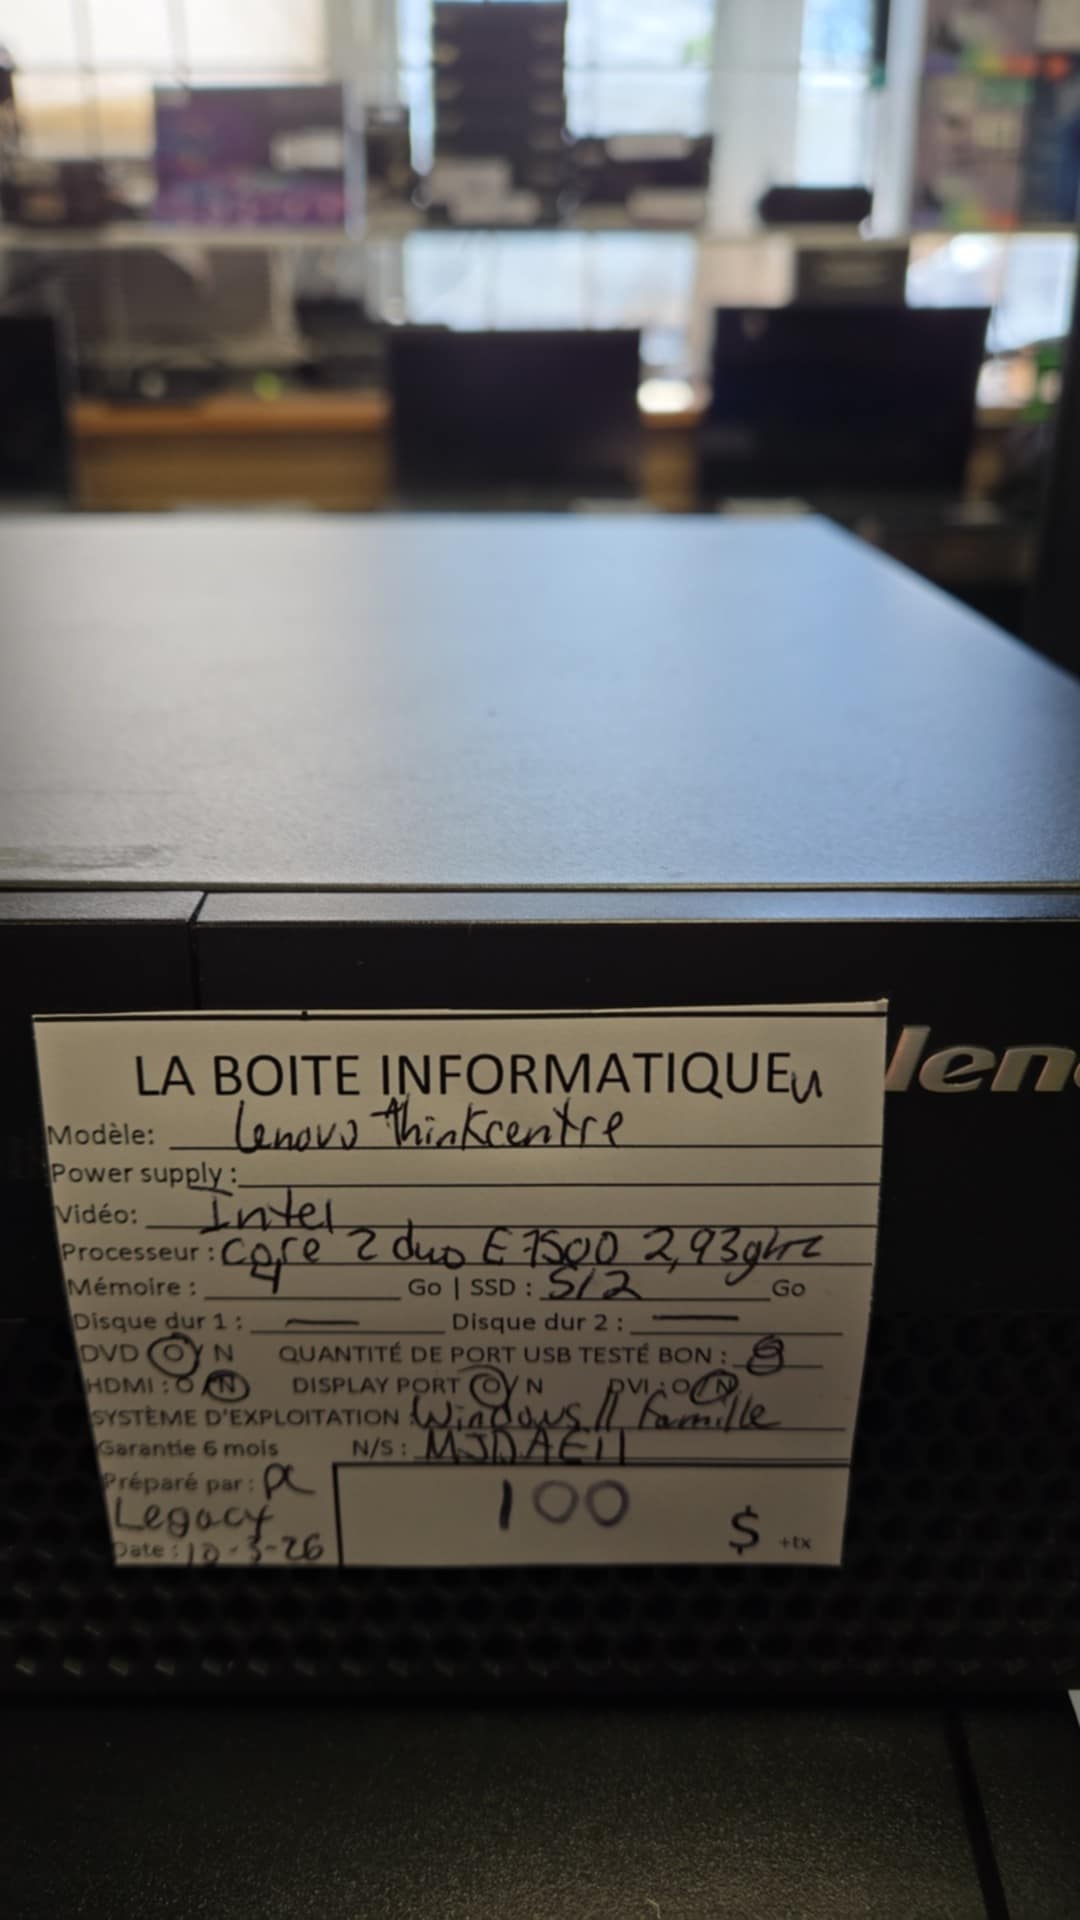 LA BOITE INFORMATIQUE u
leno
Modèle: Lenovo thinkcentre
Power supply :
Vidéo: Intel
Processeur : core 2 duo E7500 2,93ghz
Mémoire : 4 Go | SSD : 512 Go
Disque dur 1 : — Disque dur 2 : —
DVD O/N QUANTITÉ DE PORT USB TESTÉ BON : 8
HDMI : O/N DISPLAY PORT O/N DVI : O/N
SYSTÈME D'EXPLOITATION : Windows 11 Famille
Garantie 6 mois N/S : MJDAE11
Préparé par : PC
Legacy
100 $ +tx
Date : -3-26